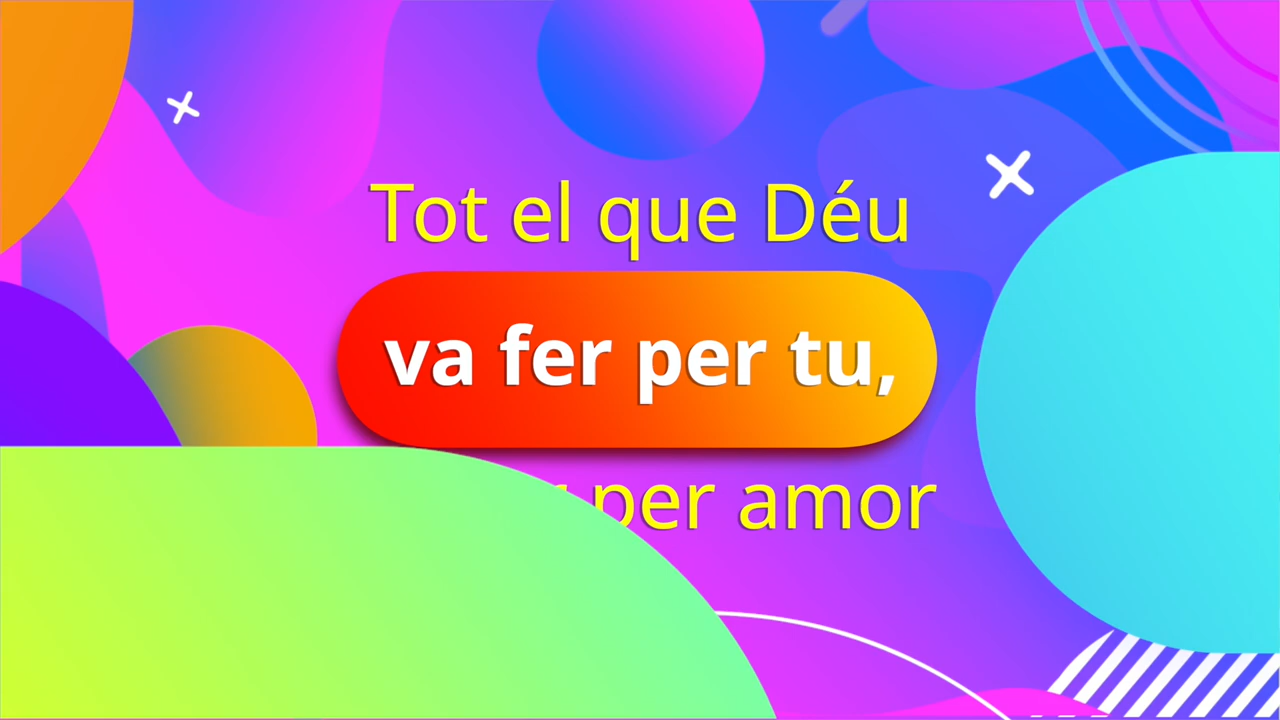 Tot el que Déu
va fer per tu,
per amor